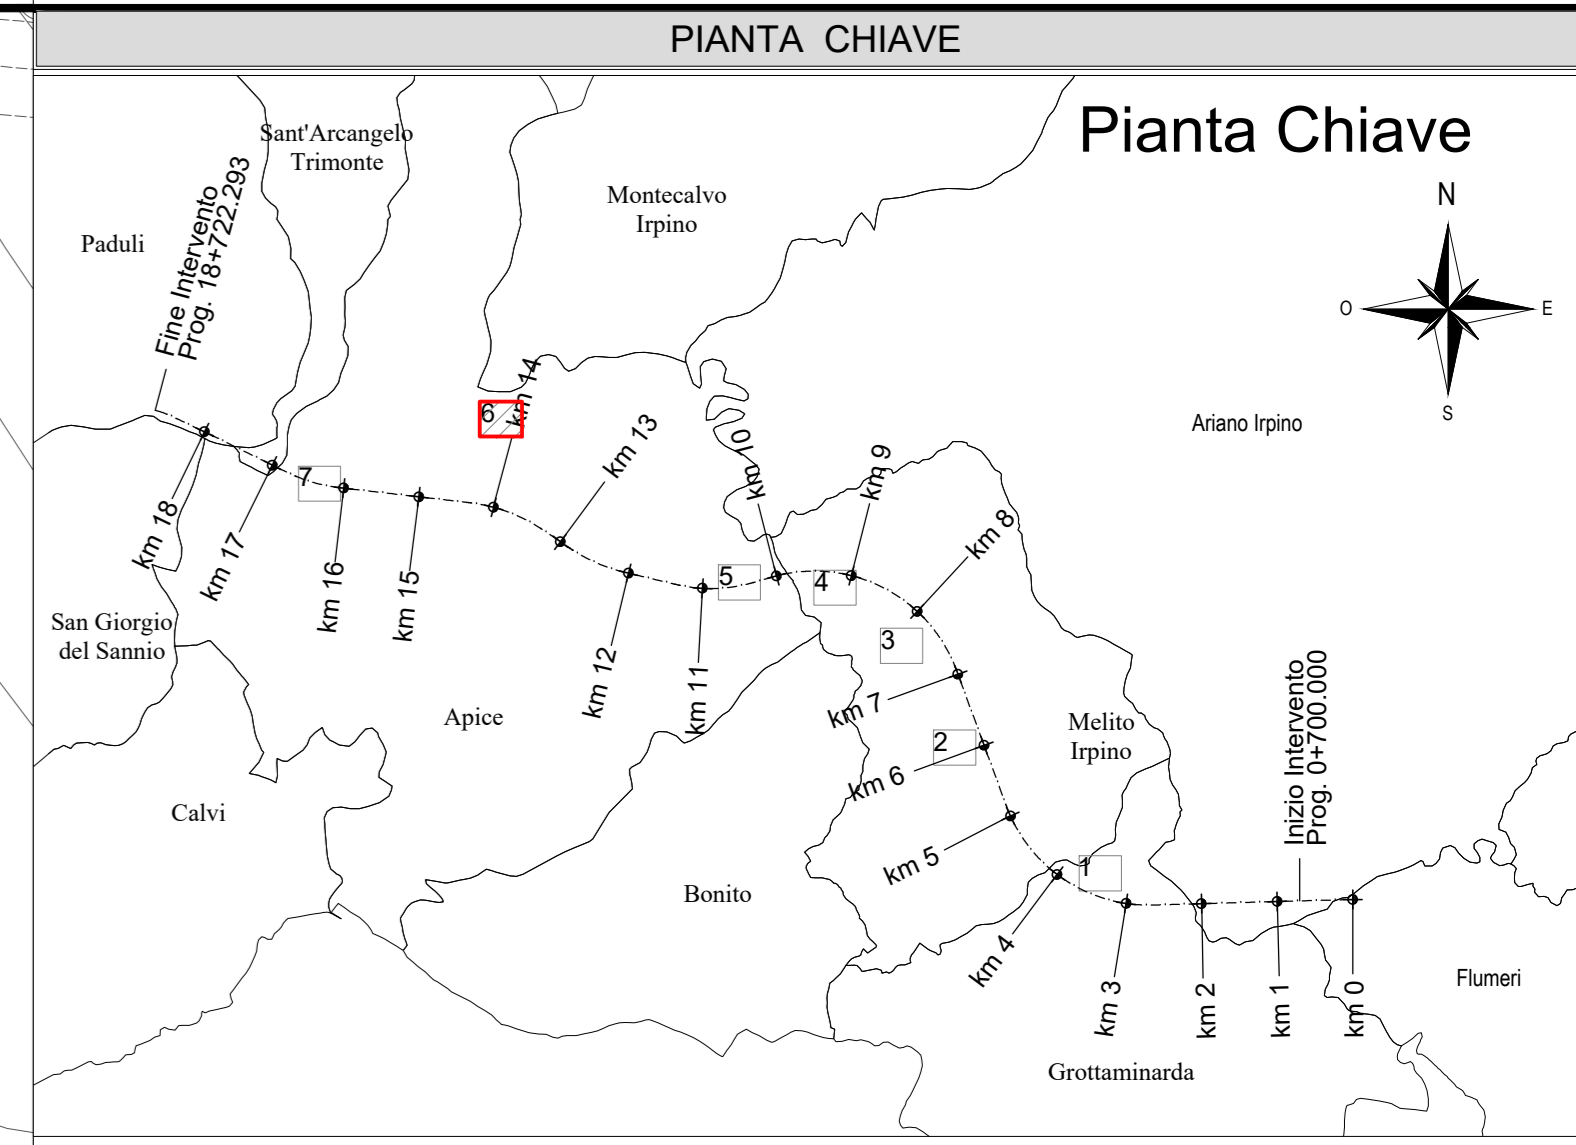 PIANTA CHIAVE
Pianta Chiave
Sant'Arcangelo
Trimonte
Montecalvo
Irpino
Paduli
Fine Intervento
Prog. 18+722.293
N
O
E
S
Ariano Irpino
km 14
6
km 13
km 10
km 9
7
km 8
km 18
km 17
km 16
km 15
5
4
3
San Giorgio
del Sannio
km 12
km 11
km 7
Apice
Melito
Irpino
2
km 6
Inizio Intervento
Prog. 0+700.000
Calvi
km 5
1
Bonito
km 4
km 3
km 2
km 1
km 0
Flumeri
Grottaminarda